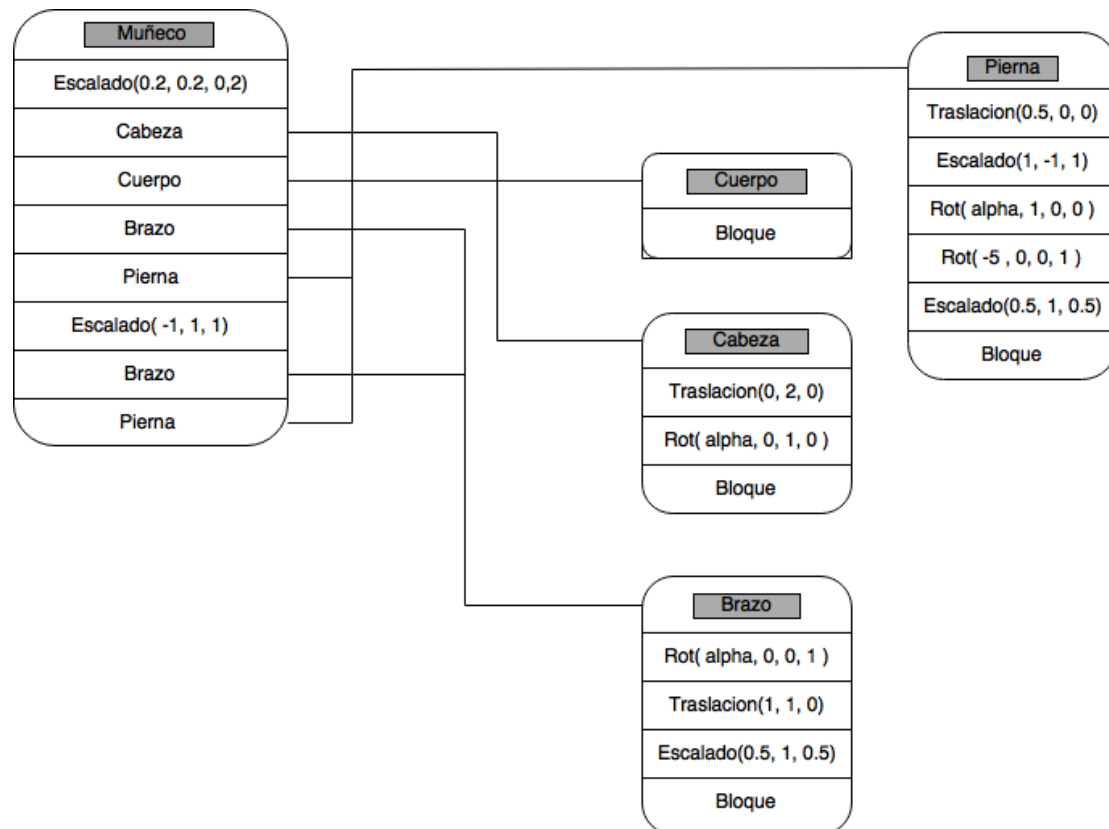 Muñeco
Escalado(0.2, 0.2, 0,2)
Cabeza
Cuerpo
Brazo
Pierna
Escalado( -1, 1, 1)
Brazo
Pierna
Cuerpo
Bloque
Cabeza
Traslacion(0, 2, 0)
Rot( alpha, 0, 1, 0 )
Bloque
Brazo
Rot( alpha, 0, 0, 1 )
Traslacion(1, 1, 0)
Escalado(0.5, 1, 0.5)
Bloque
Pierna
Traslacion(0.5, 0, 0)
Escalado(1, -1, 1)
Rot( alpha, 1, 0, 0 )
Rot( -5 , 0, 0, 1 )
Escalado(0.5, 1, 0.5)
Bloque